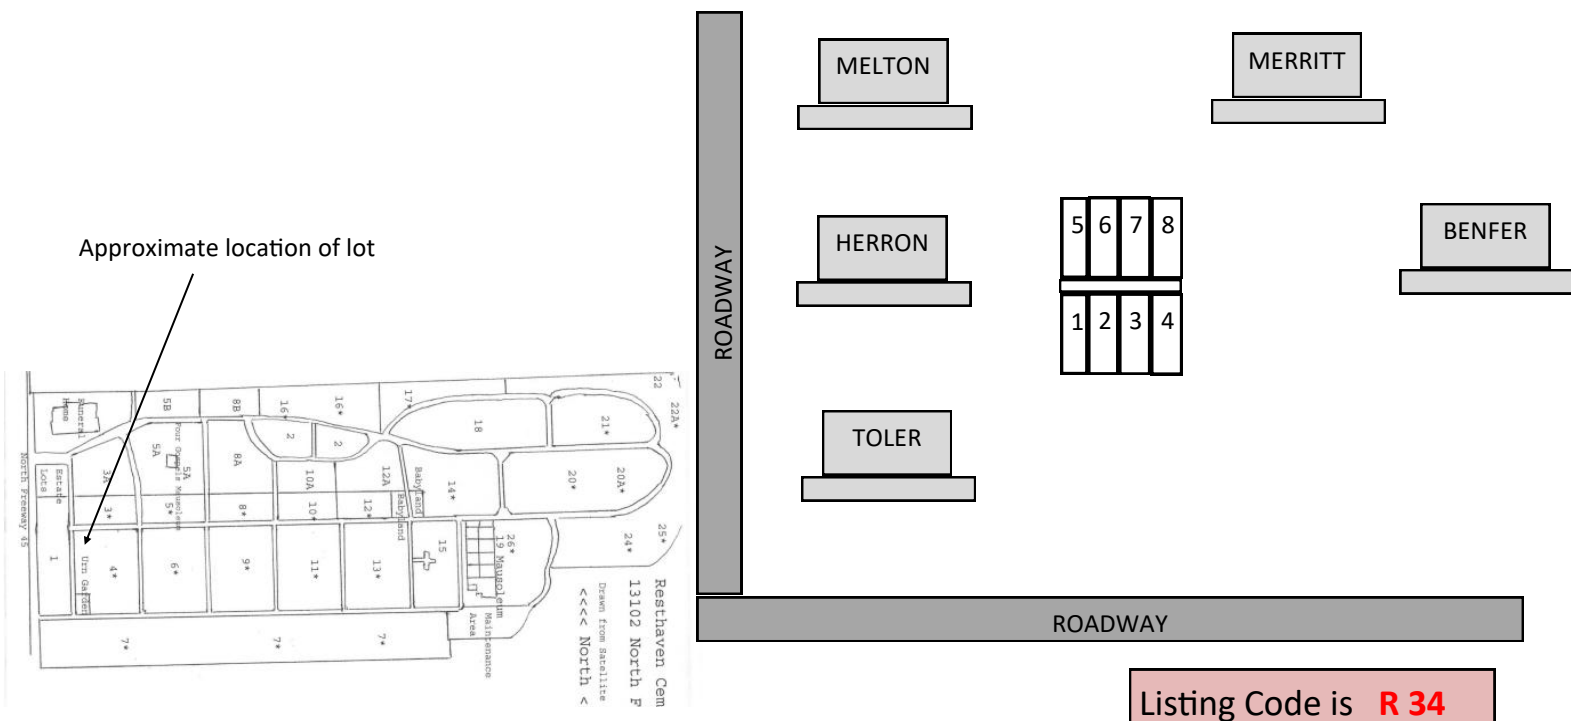 MELTON
MERRITT
Approximate location of lot
ROADWAY
HERRON
5 6 7 8
BENFER
1 2 3 4
TOLER
ROADWAY
Listing Code is R 34
Funeral
Home
5B
8B
16*
16*
17*
22
22A*
18
21*
2
2
3A
5A
Four Gospels Mausoleum
5A
8A
10A
12A
Babyland
14*
20*
20A*
Estate
Lots
3*
5*
8*
10*
12*
Babyland
North Freeway 45
1
Urn Garden
4*
6*
9*
11*
13*
15
26*
19 Mausoleum
24*
25*
Maintenance
Area
7*
7*
7*
Resthaven Cem
13102 North F
Drawn from Satellite
<<<< North <